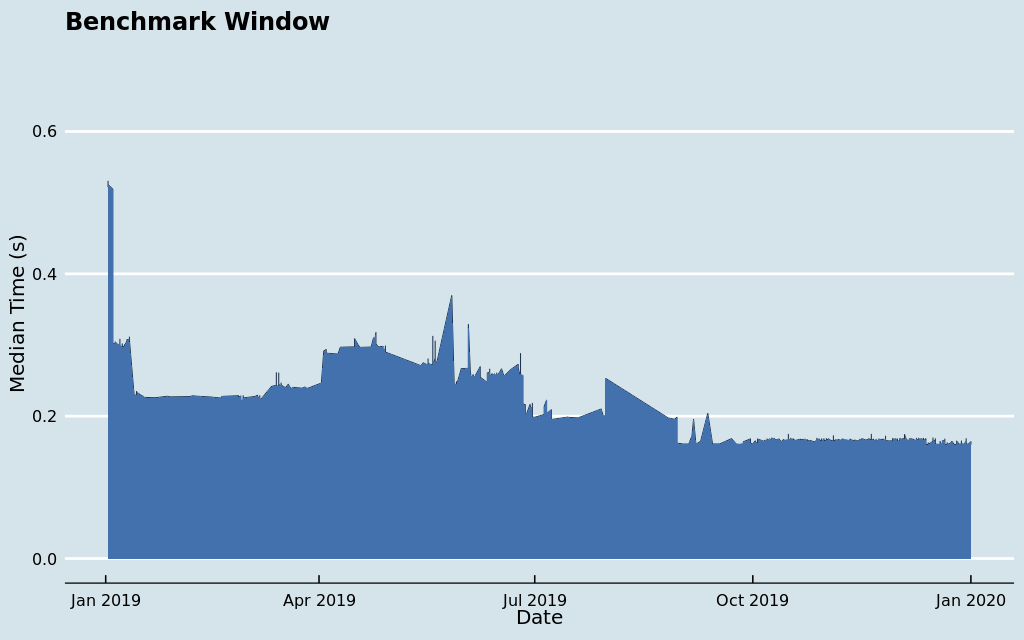 Benchmark Window
Median Time (s)
0.6
0.4
0.2
0.0
Jan 2019
Apr 2019
Jul 2019
Oct 2019
Jan 2020
Date